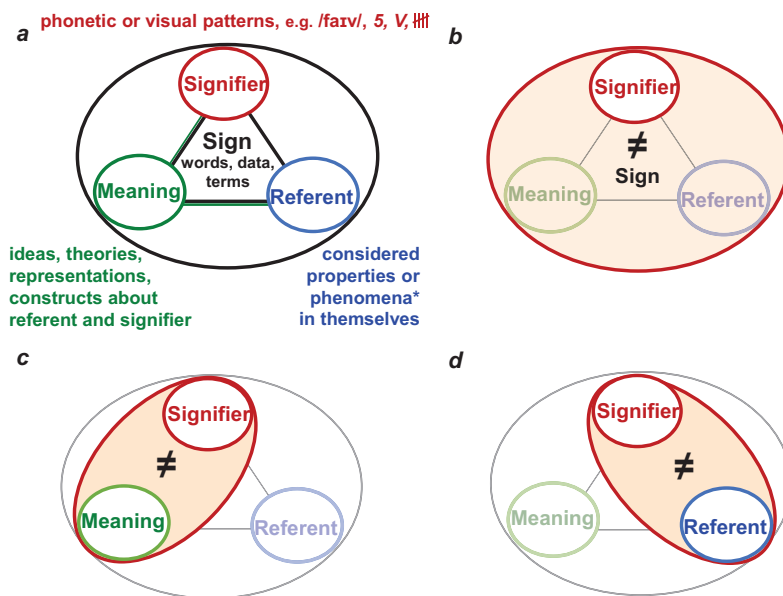 phonetic or visual patterns, e.g. /faɪv/, 5, V, 卌
a
Signifier
Sign
words, data,
terms
Meaning
Referent
ideas, theories,
representations,
constructs about
referent and signifier
considered
properties or
phenomena*
in themselves
b
Signifier
≠
Sign
Meaning
Referent
c
Signifier
≠
Meaning
Referent
d
Signifier
≠
Meaning
Referent